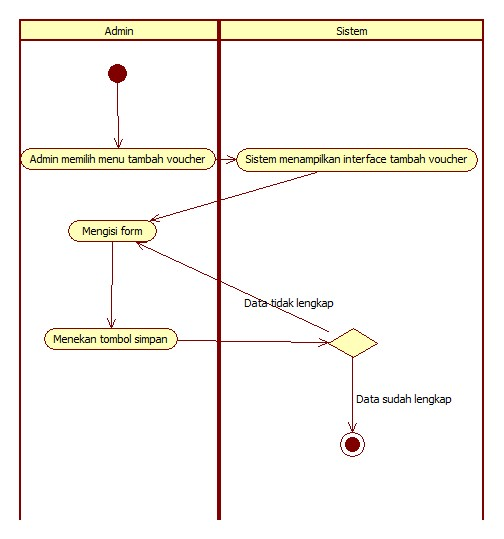 Admin
Sistem
Admin memilih menu tambah voucher
Sistem menampilkan interface tambah voucher
Mengisi form
Data tidak lengkap
Menekan tombol simpan
Data sudah lengkap